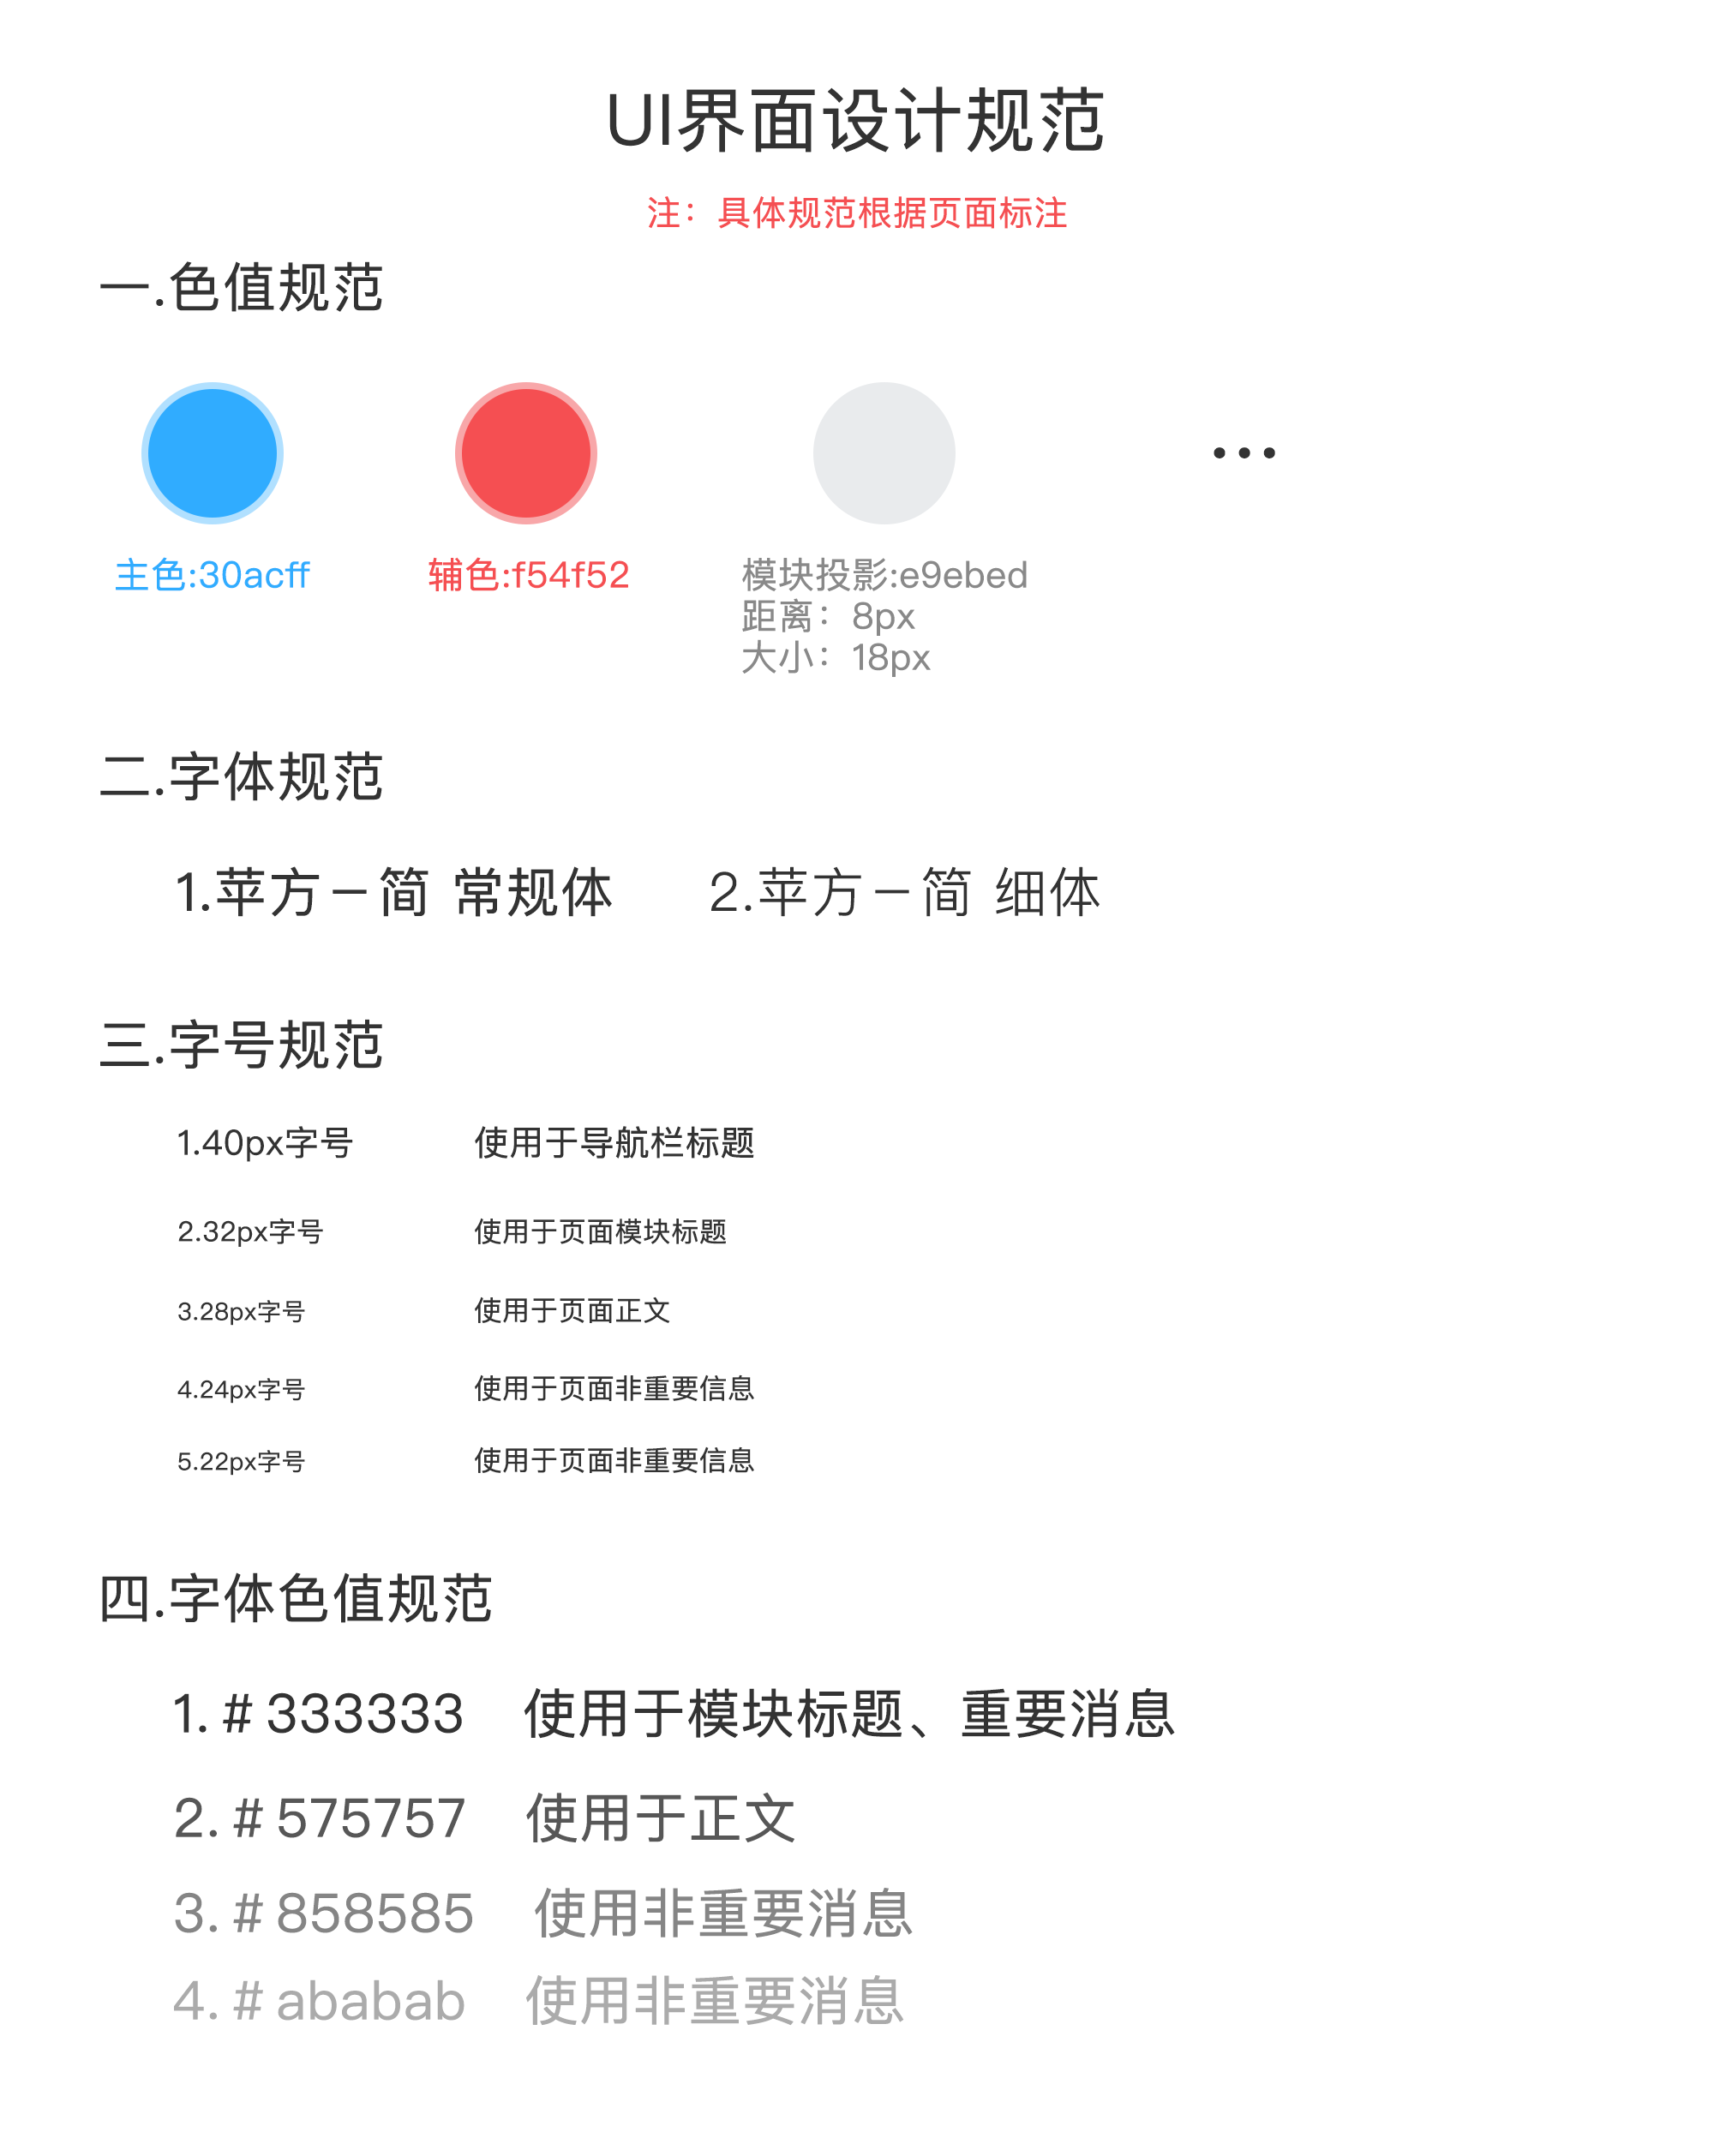 UI界面设计规范
注：具体规范根据页面标注
一.色值规范
···
主色:30acff
辅色:f54f52
模块投影:e9ebed
距离：8px
大小：18px
二.字体规范
1.苹方－简 常规体
2.苹方－简 细体
三.字号规范
1.40px字号 使用于导航栏标题
2.32px字号 使用于页面模块标题
3.28px字号 使用于页面正文
4.24px字号 使用于页面非重要信息
5.22px字号 使用于页面非重要信息
四.字体色值规范
1. # 333333 使用于模块标题、重要消息
2. # 575757 使用于正文
3. # 858585 使用非重要消息
4. # ababab 使用非重要消息